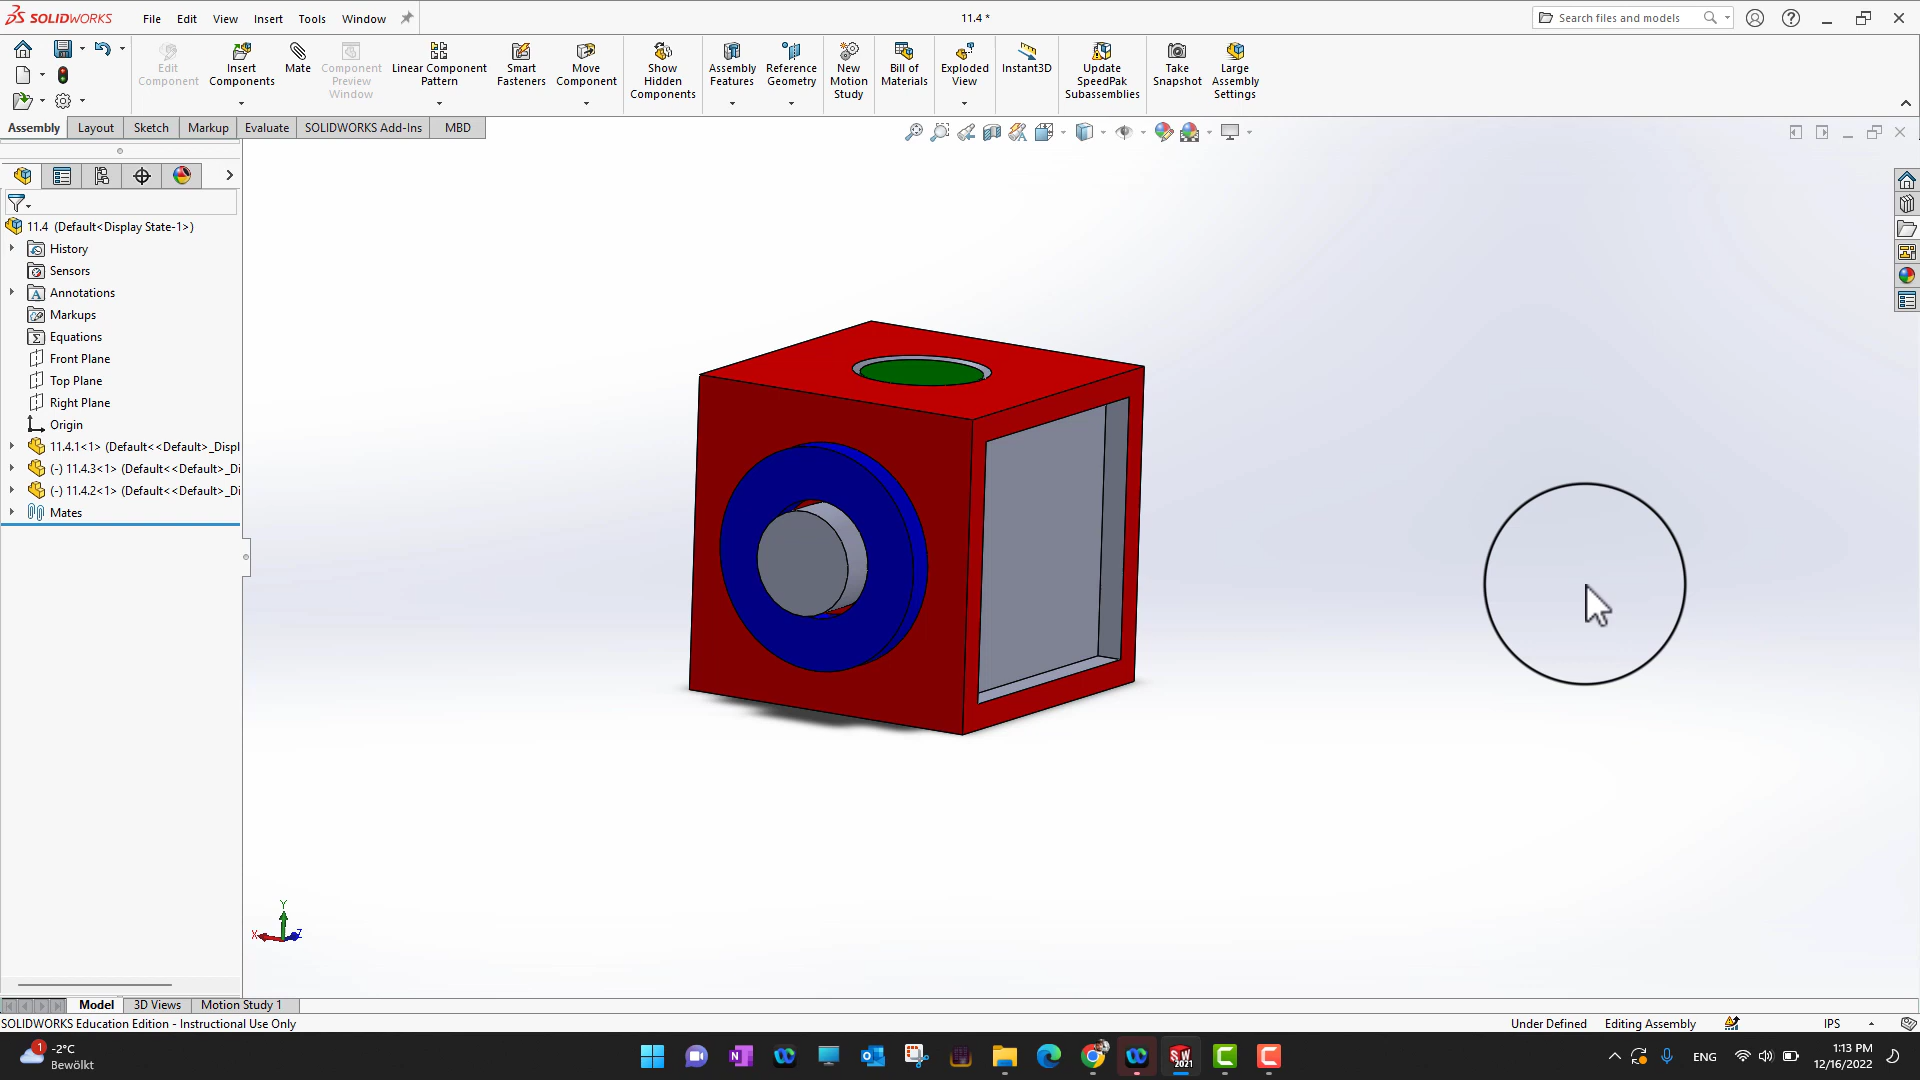 SOLIDWORKS File Edit View Insert Tools Window 11.4 * Search files and models
Edit Component
Insert Components
Mate
Component Preview Window
Linear Component Pattern
Smart Fasteners
Move Component
Show Hidden Components
Assembly Features
Reference Geometry
New Motion Study
Bill of Materials
Exploded View
Instant3D
Update SpeedPak Subassemblies
Take Snapshot
Large Assembly Settings
Assembly Layout Sketch Markup Evaluate SOLIDWORKS Add-Ins MBD
11.4 (Default<Display State-1>)
History
Sensors
Annotations
Markups
Equations
Front Plane
Top Plane
Right Plane
Origin
11.4.1<1> (Default<<Default>_Displ
(-) 11.4.3<1> (Default<<Default>_Di
(-) 11.4.2<1> (Default<<Default>_Di
Mates
Y
X Z
Model 3D Views Motion Study 1
SOLIDWORKS Education Edition - Instructional Use Only Under Defined Editing Assembly IPS
1 -2°C
Bewölkt
SW 2021
ENG
1:13 PM
12/16/2022